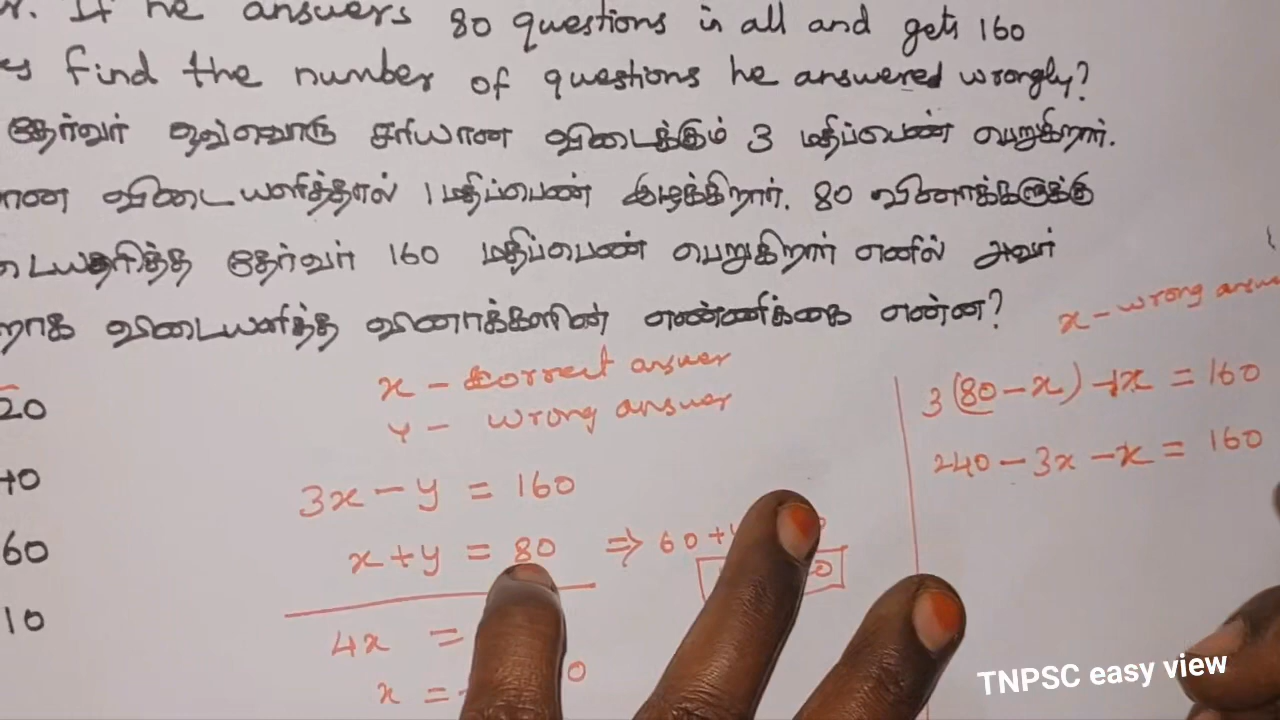 If he answers 80 questions is all and gets 160
find the number of questions he answered wrongly?
தேர்வர் ஒவ்வொரு சரியான விடைக்கும் 3 மதிப்பெண் பெறுகிறார்.
விடையளித்தால் 1 மதிப்பெண் இழக்கிறார். 80 வினாக்களுக்கு
தேர்வர் 160 மதிப்பெண் பெறுகிறார் எனில் அவர்
விடையளித்த வினாக்களின் எண்ணிக்கை என்ன?
20
40
60
10
x - correct answer
y - wrong answer
3x - y = 160
x + y = 80 ⇒ 60 +
4x =
x =
x - wrong
3(80 - x) - 1x = 160
240 - 3x - x = 160
TNPSC easy view